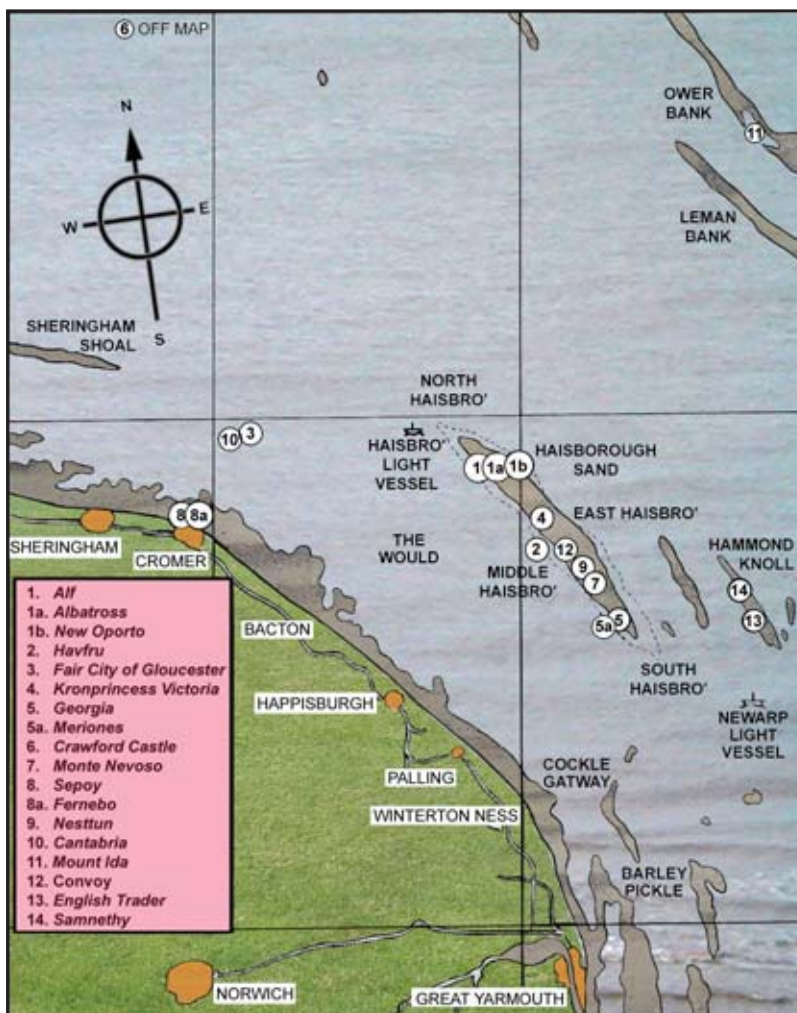 6 OFF MAP
N
W
E
S
OWER
BANK
11
LEMAN
BANK
SHERINGHAM
SHOAL
NORTH
HAISBRO'
10
3
HAISBRO'
LIGHT
VESSEL
1
1a
1b
HAISBOROUGH
SAND
8
8a
4
EAST HAISBRO'
SHERINGHAM
CROMER
THE
WOULD
2
12
9
7
MIDDLE
HAISBRO'
HAMMOND
KNOLL
14
13
5a
5
BACTON
SOUTH
HAISBRO'
HAPPISBURGH
NEWARP
LIGHT
VESSEL
PALLING
COCKLE
GATWAY
WINTERTON NESS
BARLEY
PICKLE
NORWICH
GREAT YARMOUTH
1. Alf
1a. Albatross
1b. New Oporto
2. Havfru
3. Fair City of Gloucester
4. Kronprincess Victoria
5. Georgia
5a. Meriones
6. Crawford Castle
7. Monte Nevoso
8. Sepoy
8a. Fernebo
9. Nesttun
10. Cantabria
11. Mount Ida
12. Convoy
13. English Trader
14. Samnethy